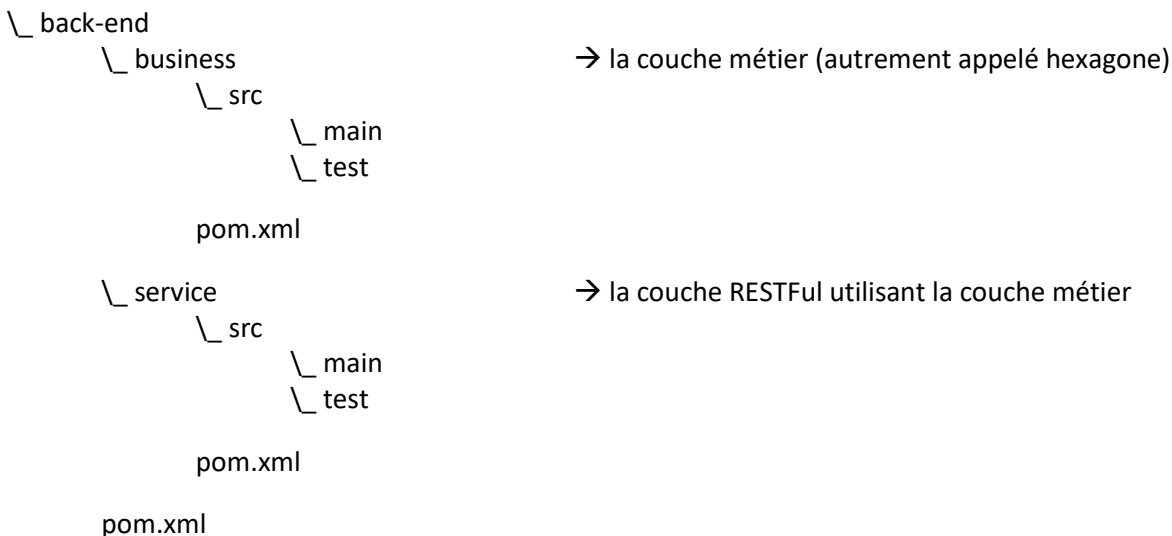 \_ back-end
\_ business → la couche métier (autrement appelé hexagone)
\_ src
\_ main
\_ test
pom.xml
\_ service → la couche RESTFul utilisant la couche métier
\_ src
\_ main
\_ test
pom.xml
pom.xml